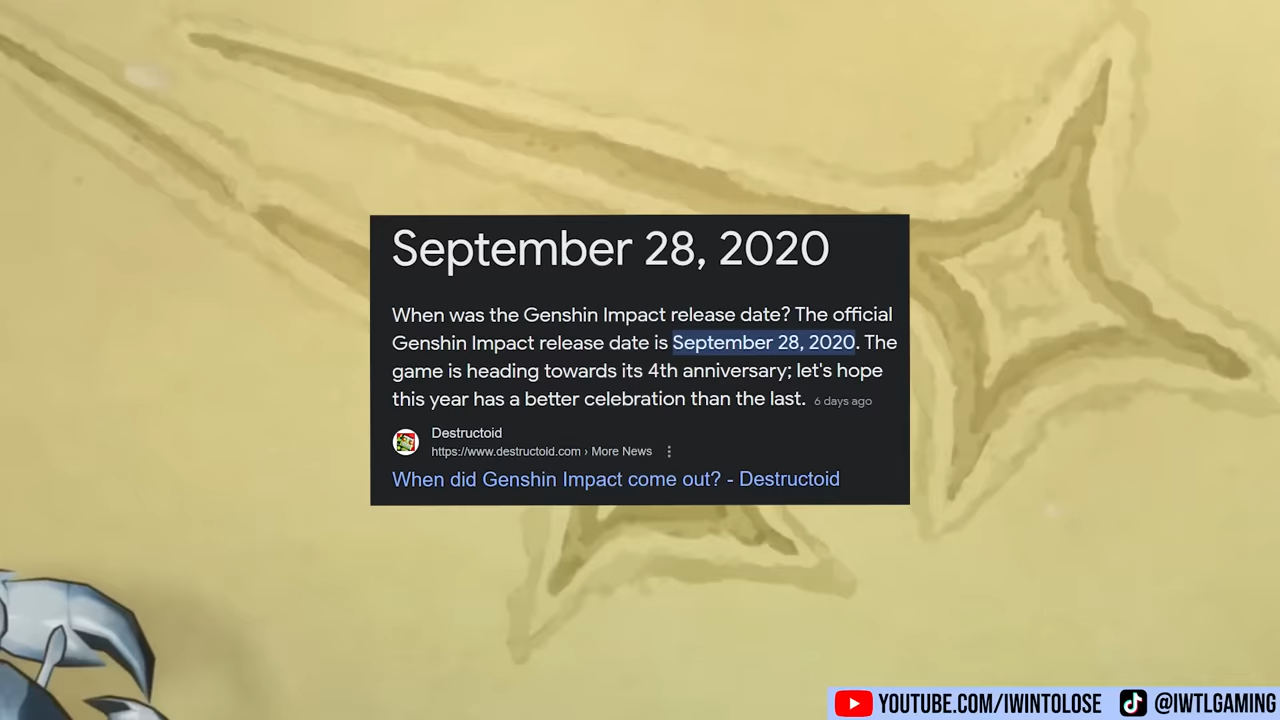 September 28, 2020
When was the Genshin Impact release date? The official
Genshin Impact release date is September 28, 2020. The
game is heading towards its 4th anniversary; let's hope
this year has a better celebration than the last. 6 days ago
Destructoid
https://www.destructoid.com › More News
When did Genshin Impact come out? - Destructoid
YOUTUBE.COM/IWINTOLOSE @IWTLGAMING